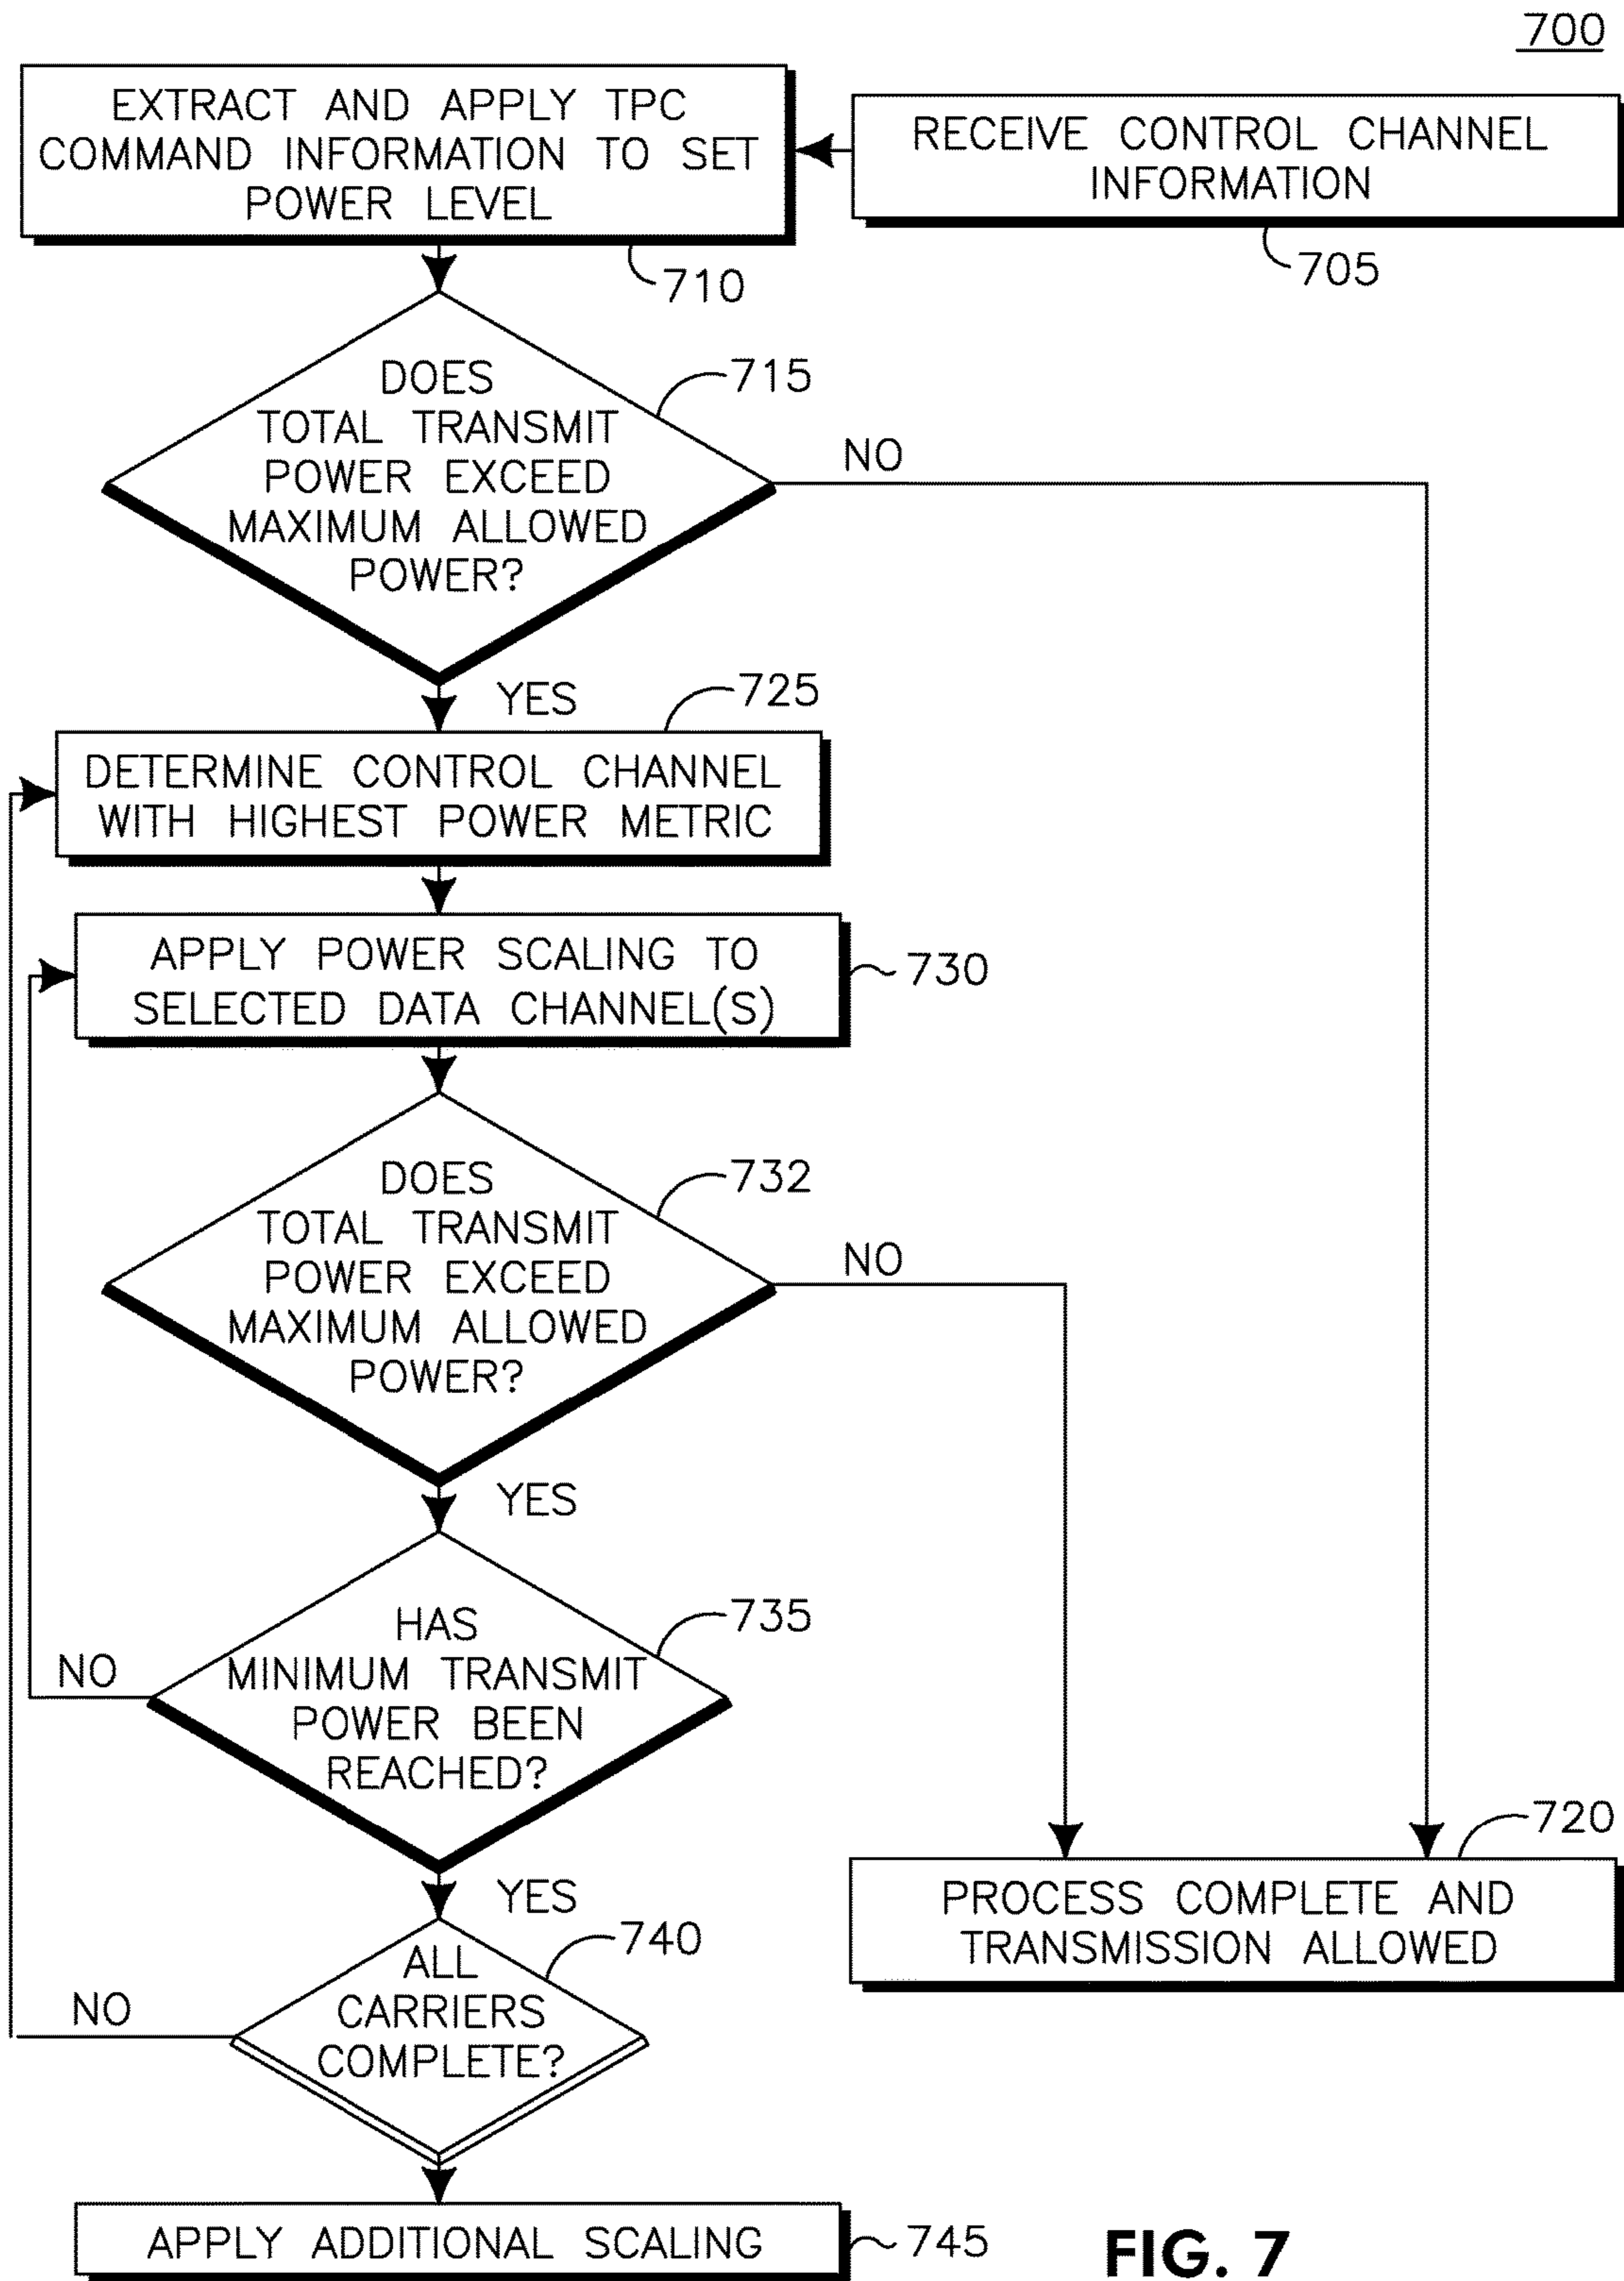 700
EXTRACT AND APPLY TPC
COMMAND INFORMATION TO SET
POWER LEVEL
710
RECEIVE CONTROL CHANNEL
INFORMATION
705
DOES
TOTAL TRANSMIT
POWER EXCEED
MAXIMUM ALLOWED
POWER?
715
NO
YES
725
DETERMINE CONTROL CHANNEL
WITH HIGHEST POWER METRIC
APPLY POWER SCALING TO
SELECTED DATA CHANNEL(S)
730
DOES
TOTAL TRANSMIT
POWER EXCEED
MAXIMUM ALLOWED
POWER?
732
NO
YES
HAS
MINIMUM TRANSMIT
POWER BEEN
REACHED?
735
NO
YES
720
PROCESS COMPLETE AND
TRANSMISSION ALLOWED
ALL
CARRIERS
COMPLETE?
740
NO
APPLY ADDITIONAL SCALING
745
FIG. 7